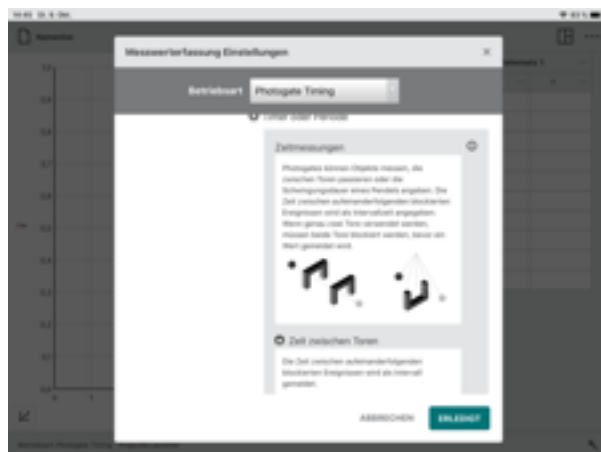 Messwerterfassung Einstellungen
Betriebsart Photogate Timing
Timer oder Periode
Zeitmessungen
Photogates können Objekte messen, die
zwischen Toren passieren oder die
Schwingungsdauer eines Pendels angeben. Die
Zeit zwischen aufeinanderfolgenden blockierten
Ereignissen wird als Intervallzeit angegeben.
Wenn genau zwei Tore verwendet werden,
müssen beide Tore blockiert werden, bevor ein
Wert gemeldet wird.
Zeit zwischen Toren
Die Zeit zwischen aufeinanderfolgenden
blockierten Ereignissen wird als Intervall
gemeldet.
ABBRECHEN ERLEDIGT